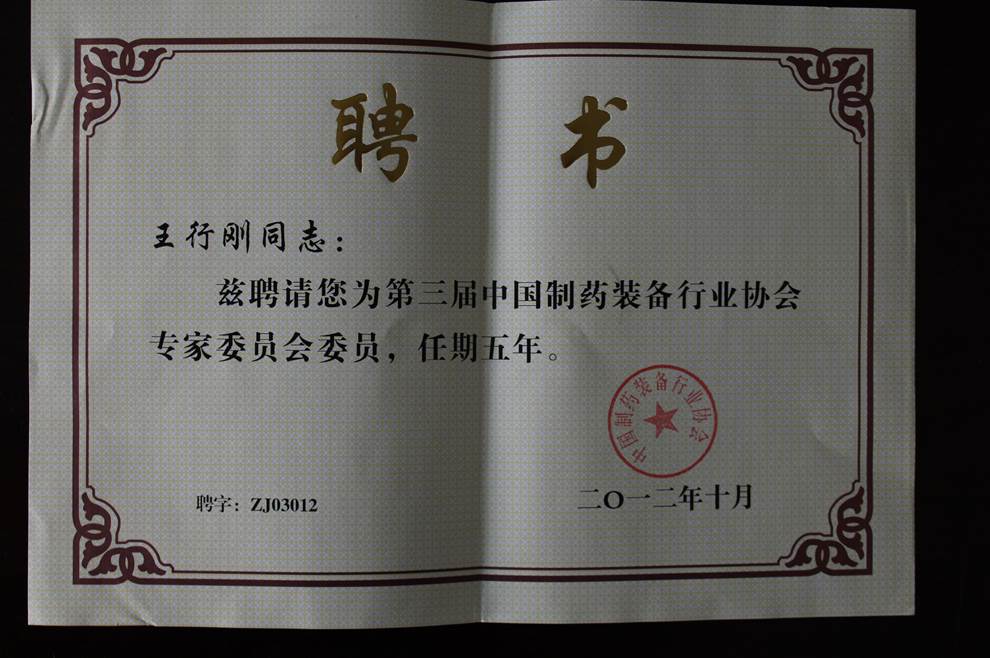 聘书
王行刚同志：
兹聘请您为第三届中国制药装备行业协会
专家委员会委员，任期五年。
中国制药装备行业协会
聘字：ZJ03012
二〇一二年十月